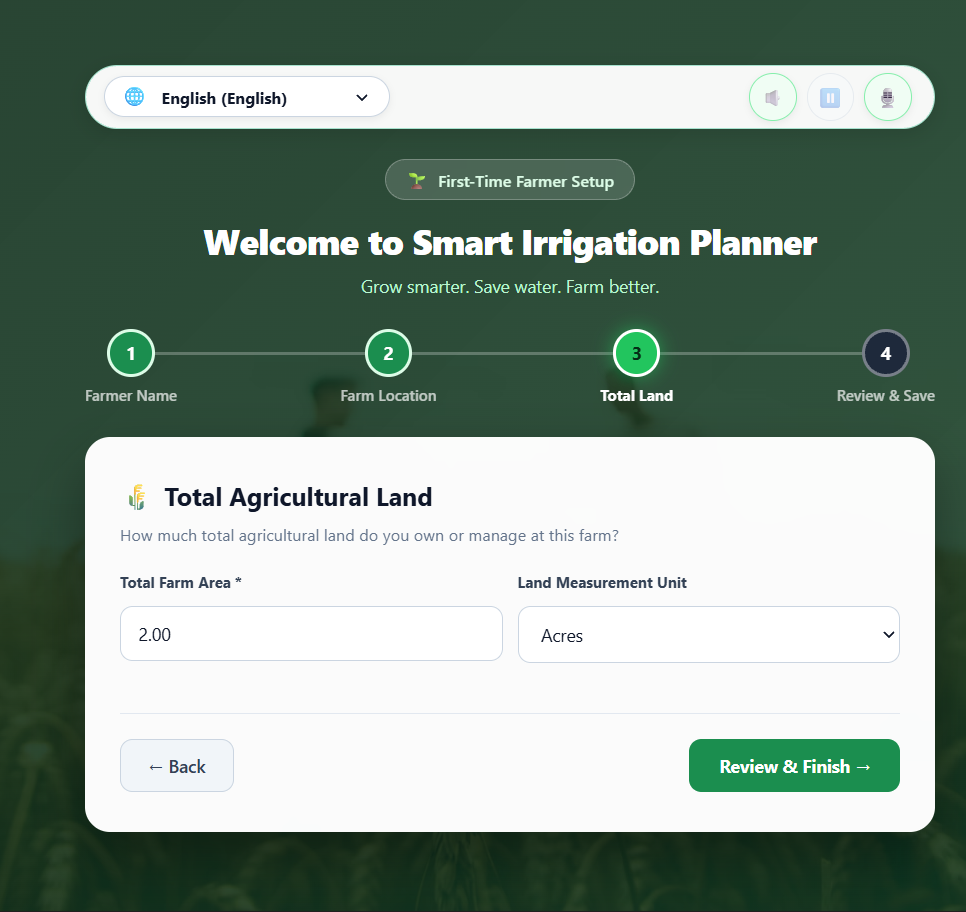 English (English)
First-Time Farmer Setup
Welcome to Smart Irrigation Planner
Grow smarter. Save water. Farm better.
1 2 3 4
Farmer Name Farm Location Total Land Review & Save
Total Agricultural Land
How much total agricultural land do you own or manage at this farm?
Total Farm Area * Land Measurement Unit
2.00 Acres
← Back Review & Finish →